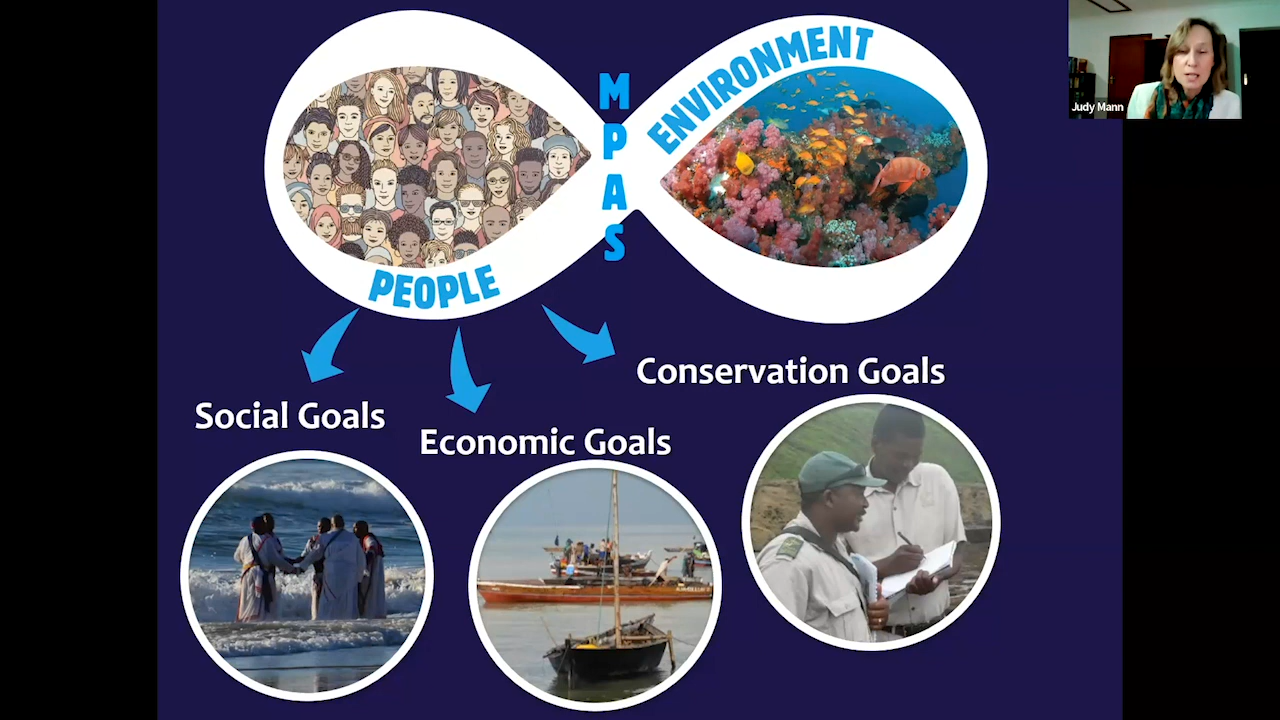 MPAS
ENVIRONMENT
Judy Mann
PEOPLE
Conservation Goals
Social Goals
Economic Goals